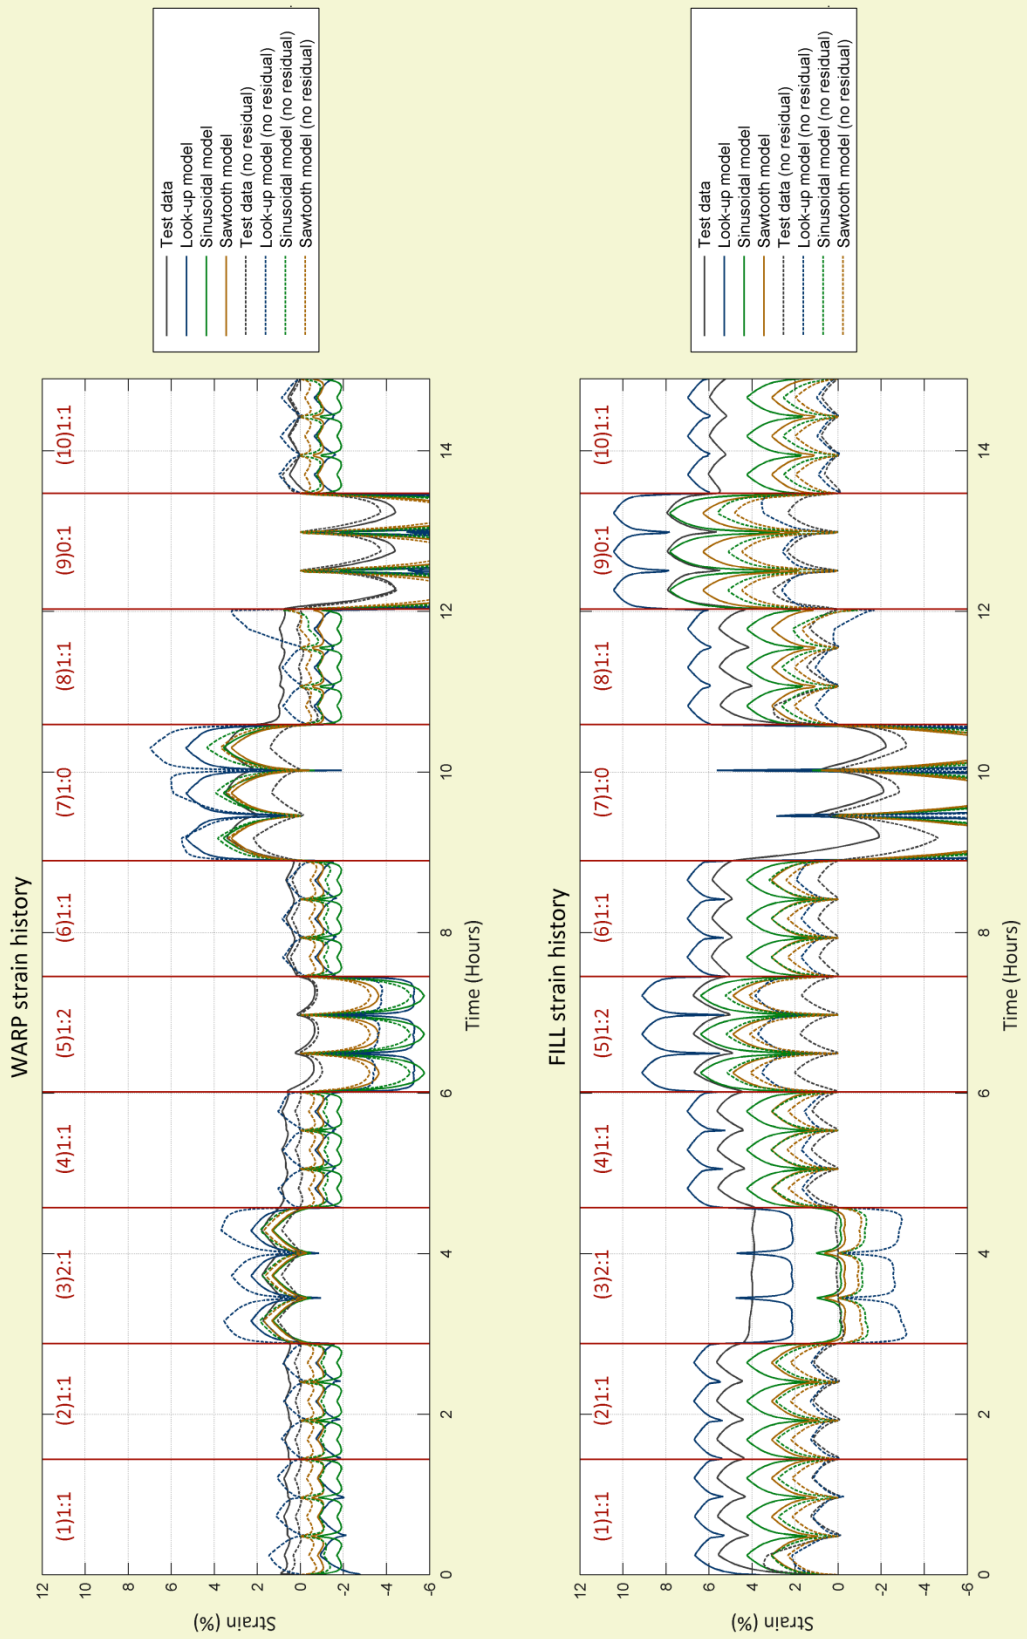 WARP strain history
(1)1:1
(2)1:1
(3)2:1
(4)1:1
(5)1:2
(6)1:1
(7)1:0
(8)1:1
(9)0:1
(10)1:1
12
10
8
6
4
2
0
-2
-4
-6
Strain (%)
0
2
4
6
8
10
12
14
Time (Hours)
Test data
Look-up model
Sinusoidal model
Sawtooth model
Test data (no residual)
Look-up model (no residual)
Sinusoidal model (no residual)
Sawtooth model (no residual)
FILL strain history
(1)1:1
(2)1:1
(3)2:1
(4)1:1
(5)1:2
(6)1:1
(7)1:0
(8)1:1
(9)0:1
(10)1:1
12
10
8
6
4
2
0
-2
-4
-6
Strain (%)
0
2
4
6
8
10
12
14
Time (Hours)
Test data
Look-up model
Sinusoidal model
Sawtooth model
Test data (no residual)
Look-up model (no residual)
Sinusoidal model (no residual)
Sawtooth model (no residual)